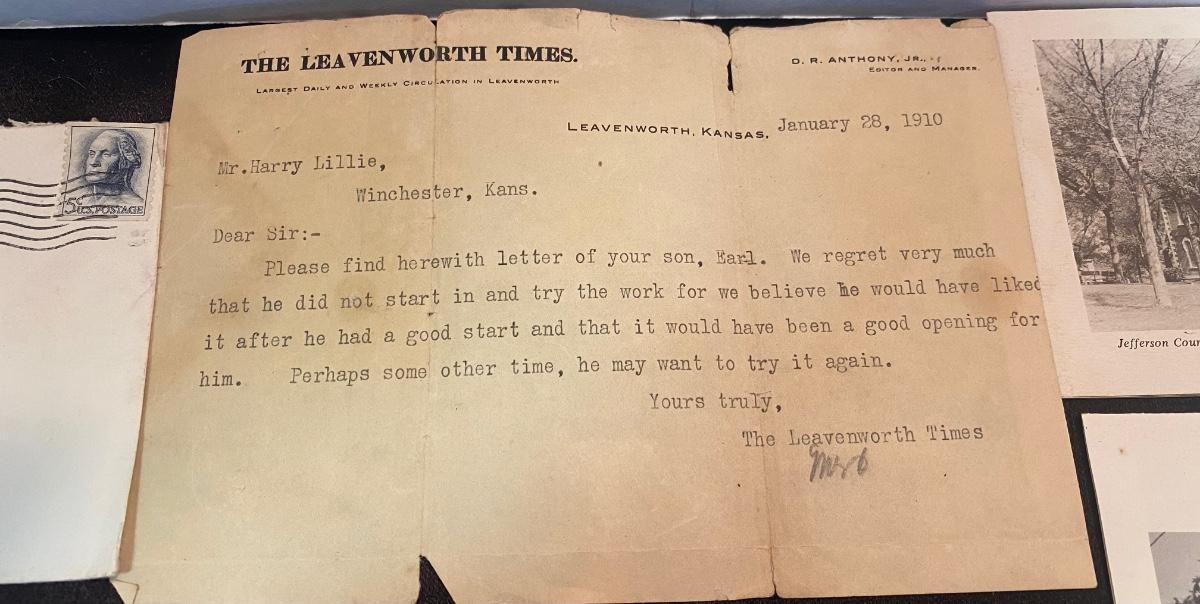 THE LEAVENWORTH TIMES.
LARGEST DAILY AND WEEKLY CIRCULATION IN LEAVENWORTH
D. R. ANTHONY, JR.,
EDITOR AND MANAGER.
LEAVENWORTH, KANSAS, January 28, 1910
Mr.Harry Lillie,
Winchester, Kans.
Dear Sir:-
Please find herewith letter of your son, Earl. We regret very much
that he did not start in and try the work for we believe he would have liked
it after he had a good start and that it would have been a good opening for
him. Perhaps some other time, he may want to try it again.
Yours truly,
The Leavenworth Times
5c U.S. POSTAGE
Jefferson Cour